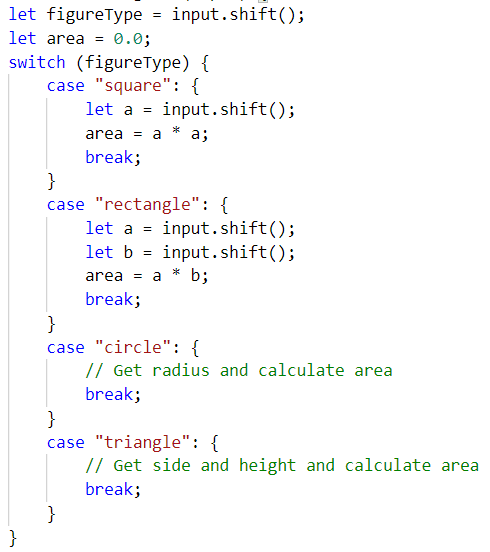 let figureType = input.shift();
let area = 0.0;
switch (figureType) {
    case "square": {
        let a = input.shift();
        area = a * a;
        break;
    }
    case "rectangle": {
        let a = input.shift();
        let b = input.shift();
        area = a * b;
        break;
    }
    case "circle": {
        // Get radius and calculate area
        break;
    }
    case "triangle": {
        // Get side and height and calculate area
        break;
    }
}